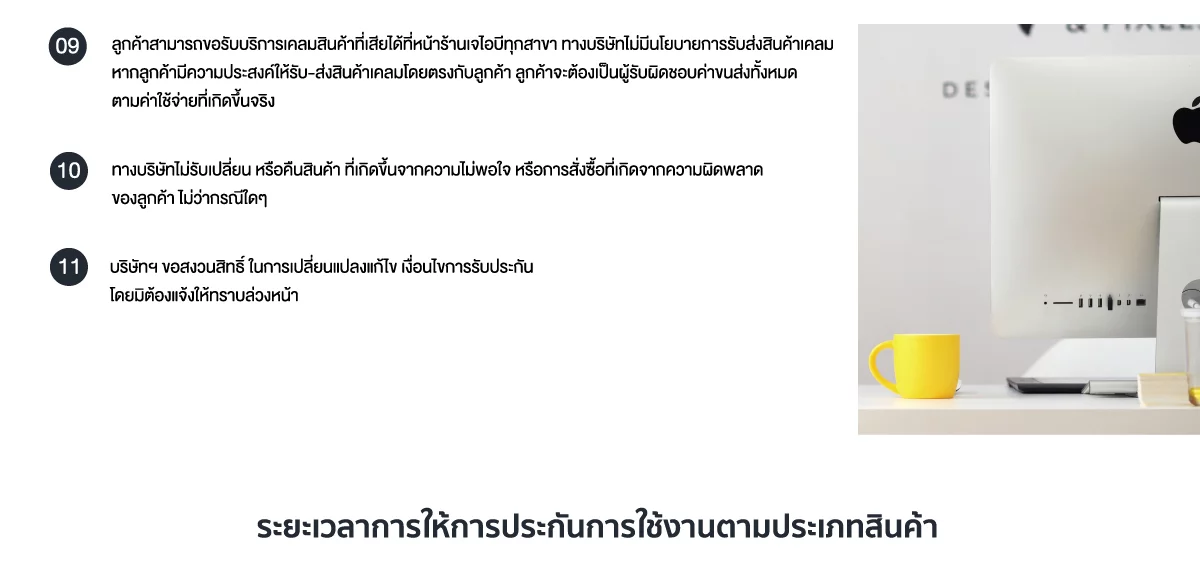 09
ลูกค้าสามารถขอรับบริการเคลมสินค้าที่เสียได้ที่หน้าร้านเจไอบีทุกสาขา ทางบริษัทไม่มีนโยบายการรับส่งสินค้าเคลม
หากลูกค้ามีความประสงค์ให้รับ-ส่งสินค้าเคลมโดยตรงกับลูกค้า ลูกค้าจะต้องเป็นผู้รับผิดชอบค่าขนส่งทั้งหมด
ตามค่าใช้จ่ายที่เกิดขึ้นจริง
10
ทางบริษัทไม่รับเปลี่ยน หรือคืนสินค้า ที่เกิดขึ้นจากความไม่พอใจ หรือการสั่งซื้อที่เกิดจากความผิดพลาด
ของลูกค้า ไม่ว่ากรณีใดๆ
11
บริษัทฯ ขอสงวนสิทธิ์ ในการเปลี่ยนแปลงแก้ไข เงื่อนไขการรับประกัน
โดยมิต้องแจ้งให้ทราบล่วงหน้า
ระยะเวลาการให้การประกันการใช้งานตามประเภทสินค้า